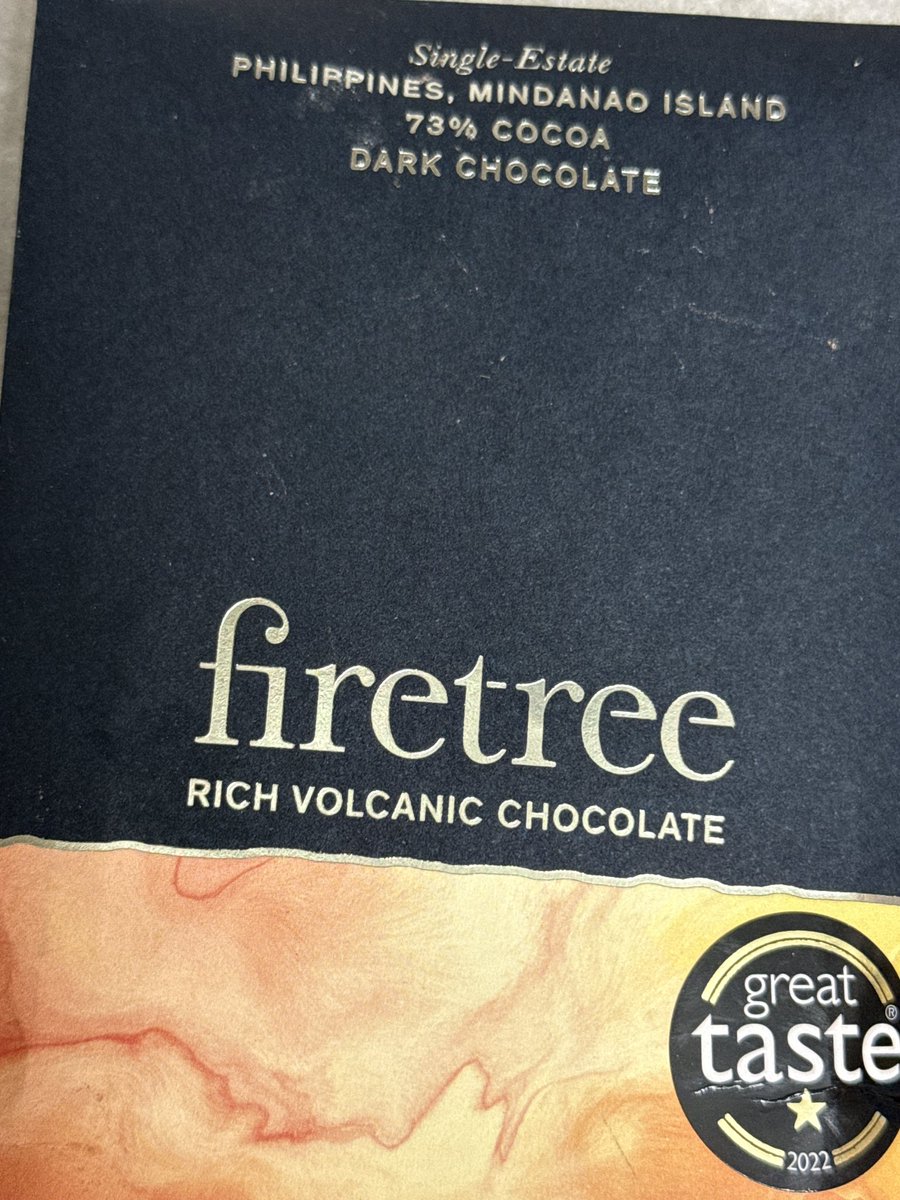 Single-Estate
PHILIPPINES, MINDANAO ISLAND
73% COCOA
DARK CHOCOLATE
firetree
RICH VOLCANIC CHOCOLATE
great
taste®
2022